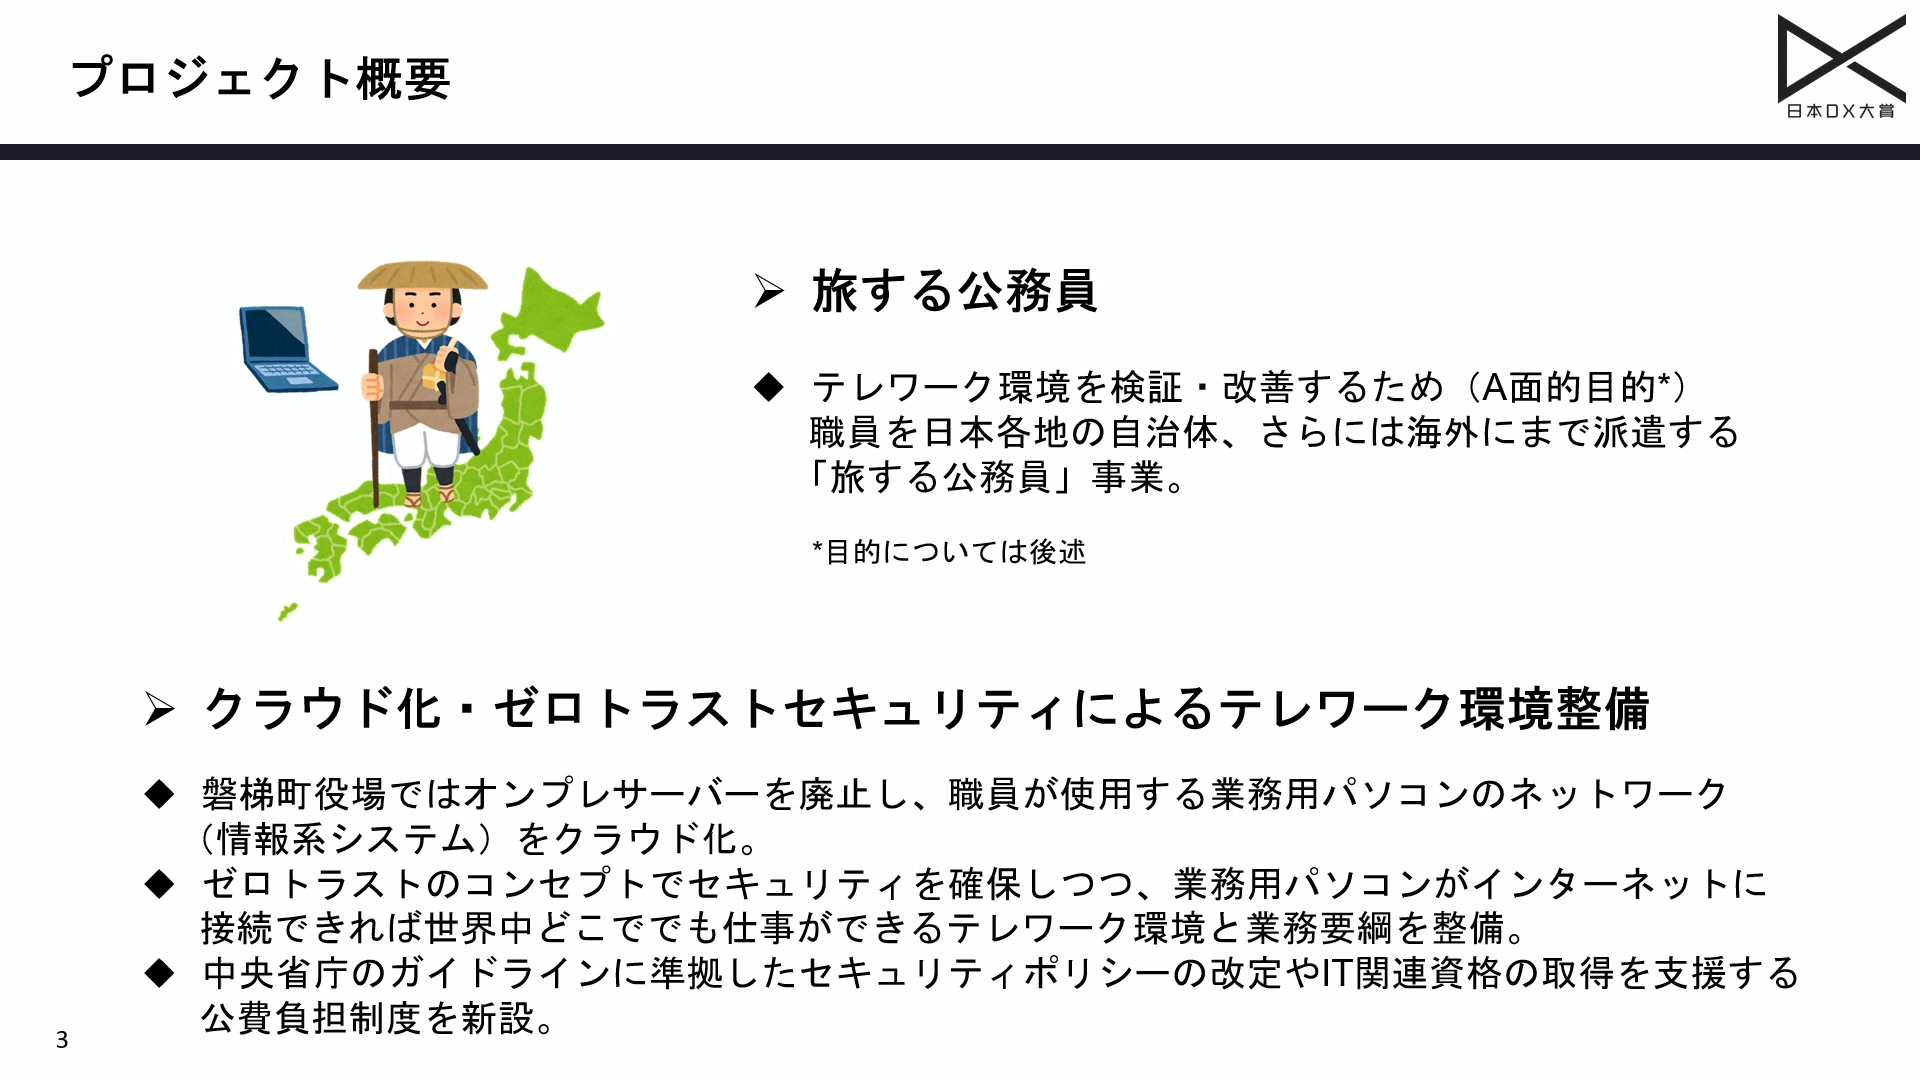 プロジェクト概要
日本DX大賞
➢ 旅する公務員
◆ テレワーク環境を検証・改善するため（A面的目的*）
職員を日本各地の自治体、さらには海外にまで派遣する
「旅する公務員」事業。
*目的については後述
➢ クラウド化・ゼロトラストセキュリティによるテレワーク環境整備
◆ 磐梯町役場ではオンプレサーバーを廃止し、職員が使用する業務用パソコンのネットワーク
（情報系システム）をクラウド化。
◆ ゼロトラストのコンセプトでセキュリティを確保しつつ、業務用パソコンがインターネットに
接続できれば世界中どこででも仕事ができるテレワーク環境と業務要綱を整備。
◆ 中央省庁のガイドラインに準拠したセキュリティポリシーの改定やIT関連資格の取得を支援する
公費負担制度を新設。
3